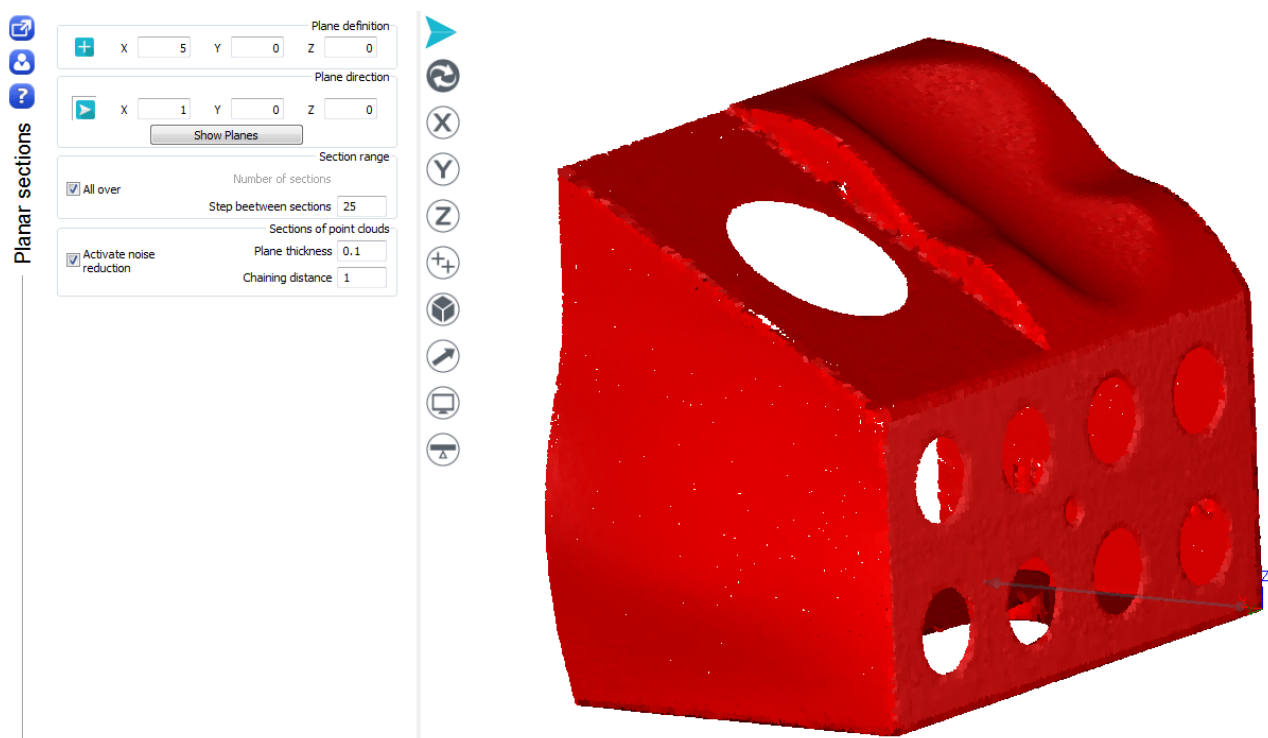 Planar sections
?
Plane definition
X 5 Y 0 Z 0
Plane direction
X 1 Y 0 Z 0
Show Planes
Section range
All over
Number of sections
Step beetween sections 25
Sections of point clouds
Activate noise
reduction
Plane thickness 0.1
Chaining distance 1
X
Y
Z
Z